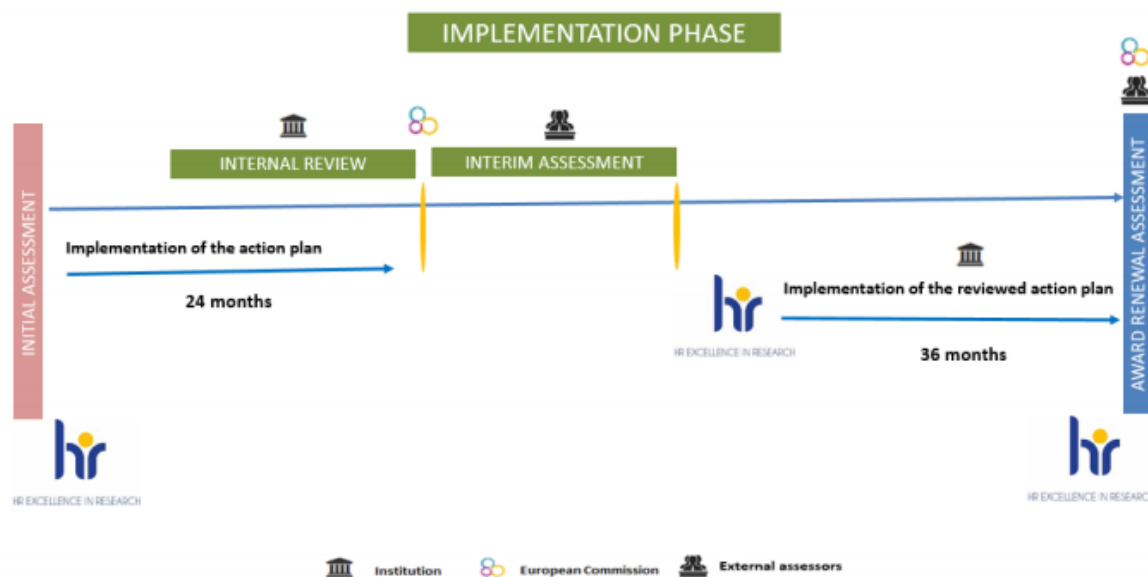 IMPLEMENTATION PHASE
INTERNAL REVIEW
INTERIM ASSESSMENT
INITIAL ASSESSMENT
Implementation of the action plan
24 months
hr
HR EXCELLENCE IN RESEARCH
Implementation of the reviewed action plan
36 months
AWARD RENEWAL ASSESSMENT
hr
HR EXCELLENCE IN RESEARCH
hr
HR EXCELLENCE IN RESEARCH
Institution
European Commission
External assessors